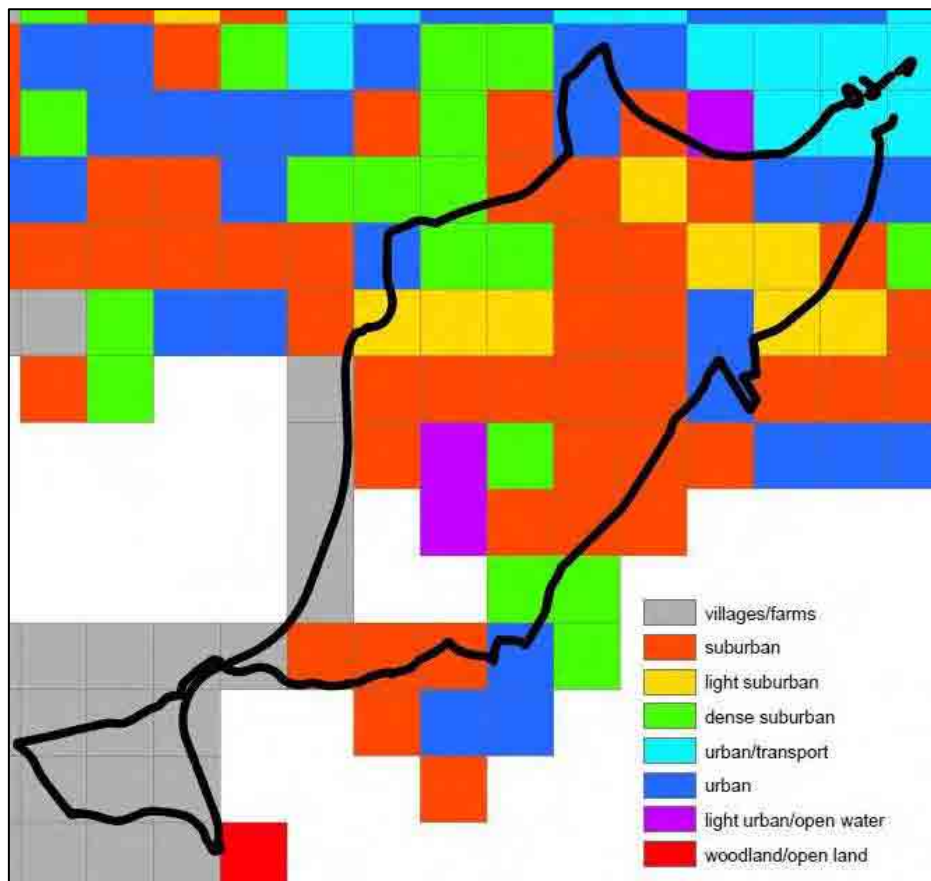 villages/farms
suburban
light suburban
dense suburban
urban/transport
urban
light urban/open water
woodland/open land